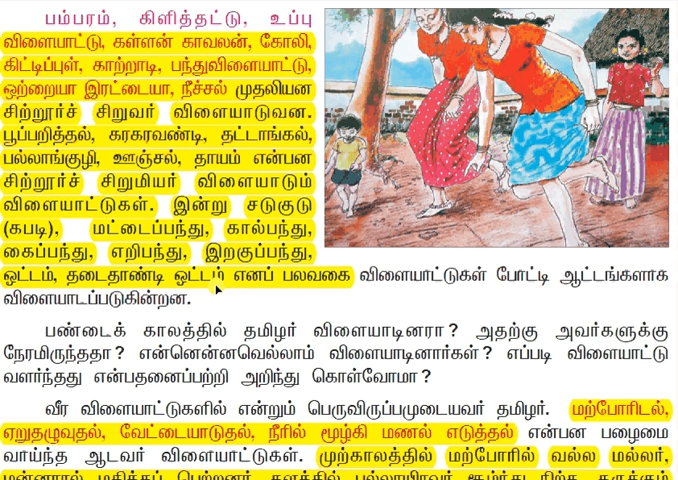 பம்பரம், கிளித்தட்டு, உப்பு
விளையாட்டு, கள்ளன் காவலன், கோலி,
கிட்டிப்புள், காற்றாடி, பந்துவிளையாட்டு,
ஒற்றையா இரட்டையா, நீச்சல் முதலியன
சிற்றூர்ச் சிறுவர் விளையாடுவன.
பூப்பறித்தல், கரகரவண்டி, தட்டாங்கல்,
பல்லாங்குழி, ஊஞ்சல், தாயம் என்பன
சிற்றூர்ச் சிறுமியர் விளையாடும்
விளையாட்டுகள். இன்று சடுகுடு
(கபடி), மட்டைப்பந்து, கால்பந்து,
கைப்பந்து, எறிபந்து, இறகுப்பந்து,
ஓட்டம், தடைதாண்டி ஓட்டம் எனப் பலவகை விளையாட்டுகள் போட்டி ஆட்டங்களாக
விளையாடப்படுகின்றன.
பண்டைக் காலத்தில் தமிழர் விளையாடினரா? அதற்கு அவர்களுக்கு
நேரமிருந்ததா? என்னென்னவெல்லாம் விளையாடினார்கள்? எப்படி விளையாட்டு
வளர்ந்தது என்பதனைப்பற்றி அறிந்து கொள்வோமா?
வீர விளையாட்டுகளில் என்றும் பெருவிருப்பமுடையவர் தமிழர். மற்போரிடல்,
ஏறுதழுவுதல், வேட்டையாடுதல், நீரில் மூழ்கி மணல் எடுத்தல் என்பன பழைமை
வாய்ந்த ஆடவர் விளையாட்டுகள். முற்காலத்தில் மற்போரில் வல்ல மல்லர்,